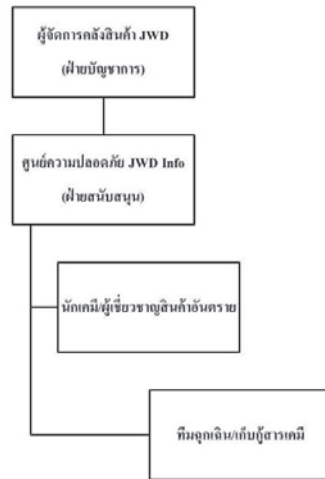 ผู้จัดการคลังสินค้า JWD
(ฝ่ายบัญชาการ)
ศูนย์ความปลอดภัย JWD Info
(ฝ่ายสนับสนุน)
นักเคมี/ผู้เชี่ยวชาญสินค้าอันตราย
ทีมฉุกเฉิน/เก็บกู้สารเคมี